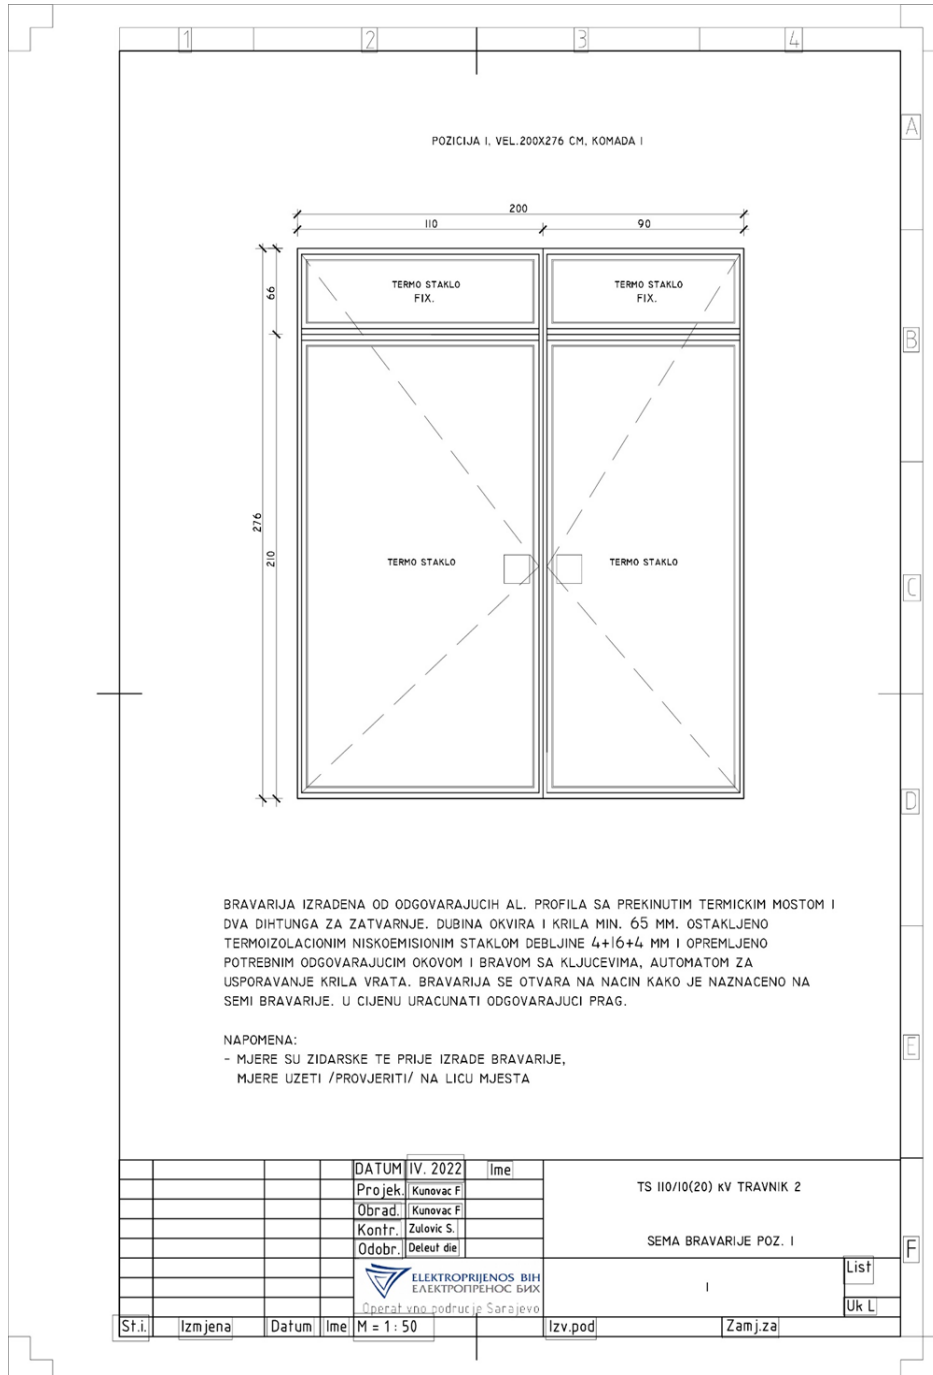 1 2 3 4
A
B
C
D
E
F
POZICIJA I, VEL.200X276 CM, KOMADA I
200
110 90
66
276
210
TERMO STAKLO
FIX.
TERMO STAKLO
FIX.
TERMO STAKLO
TERMO STAKLO
BRAVARIJA IZRADENA OD ODGOVARAJUCIH AL. PROFILA SA PREKINUTIM TERMICKIM MOSTOM I
DVA DIHTUNGA ZA ZATVARNJE. DUBINA OKVIRA I KRILA MIN. 65 MM. OSTAKLJENO
TERMOIZOLACIONIM NISKOEMISIONIM STAKLOM DEBLJINE 4+16+4 MM I OPREMLJENO
POTREBNIM ODGOVARAJUCIM OKOVOM I BRAVOM SA KLJUCEVIMA, AUTOMATOM ZA
USPORAVANJE KRILA VRATA. BRAVARIJA SE OTVARA NA NACIN KAKO JE NAZNACENO NA
SEMI BRAVARIJE. U CIJENU URACUNATI ODGOVARAJUCI PRAG.
NAPOMENA:
- MJERE SU ZIDARSKE TE PRIJE IZRADE BRAVARIJE,
MJERE UZETI /PROVJERITI/ NA LICU MJESTA
DATUM IV. 2022 Ime
Projek. Kunovac F
Obrad. Kunovac F
Kontr. Zulovic S.
Odobr. Deleut die
TS 110/10(20) kV TRAVNIK 2
SEMA BRAVARIJE POZ. I
ELEKTROPRIJENOS BIH
ЕЛЕКТРОПРЕНОС БИХ
Operat vno podrucje Sarajevo
I
List
Uk L
St.i. Izmjena Datum Ime M = 1 : 50 Izv.pod Zamj.za